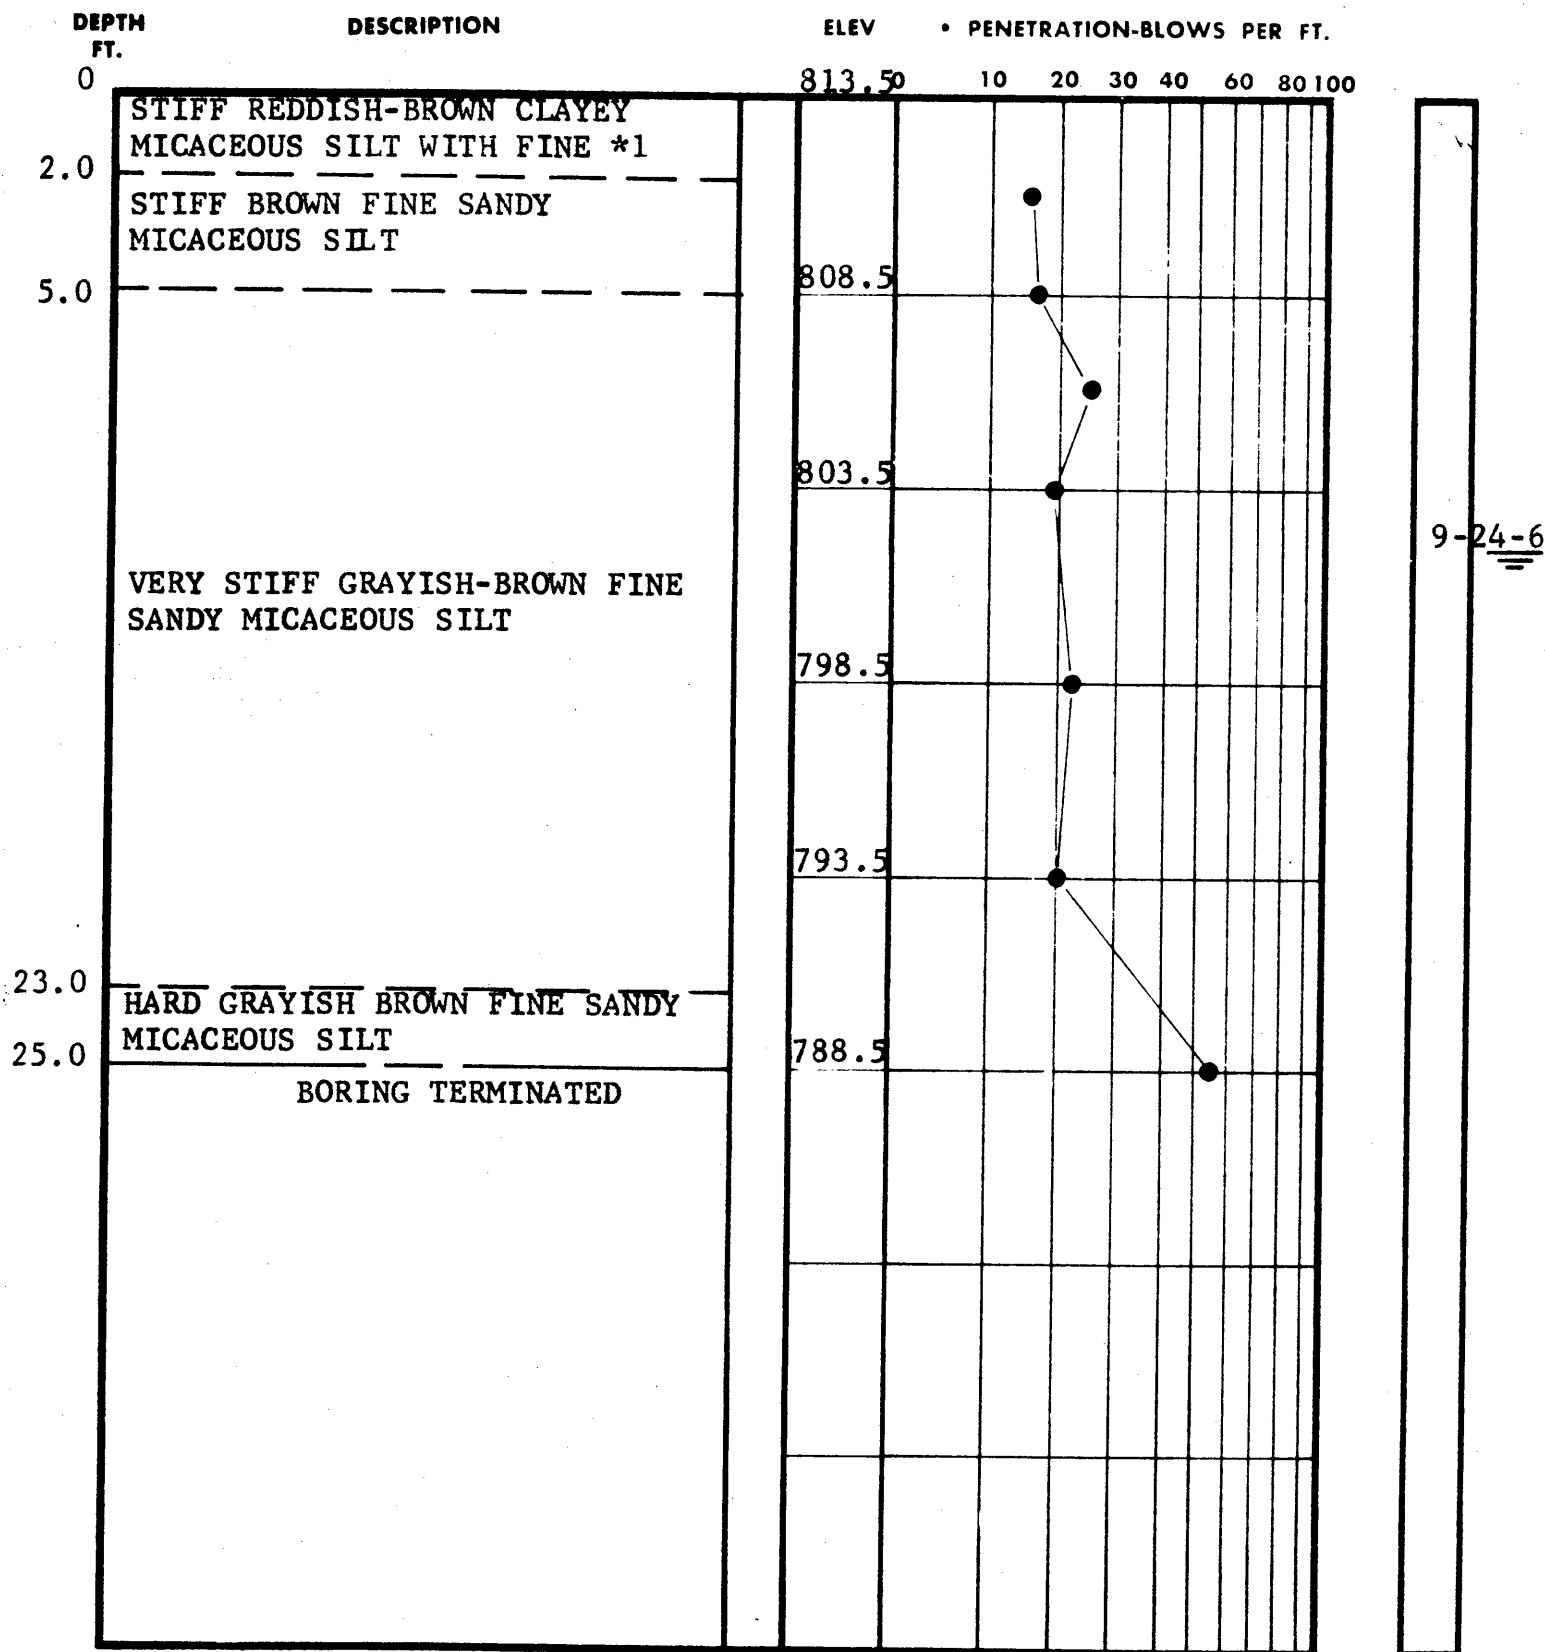 DEPTH FT. DESCRIPTION ELEV • PENETRATION-BLOWS PER FT.
0 813.5 0 10 20 30 40 60 80 100
STIFF REDDISH-BROWN CLAYEY
MICACEOUS SILT WITH FINE *1
2.0
STIFF BROWN FINE SANDY
MICACEOUS SILT
5.0 808.5
803.5
9-24-6
VERY STIFF GRAYISH-BROWN FINE
SANDY MICACEOUS SILT
798.5
793.5
23.0
HARD GRAYISH BROWN FINE SANDY
MICACEOUS SILT
25.0 788.5
BORING TERMINATED